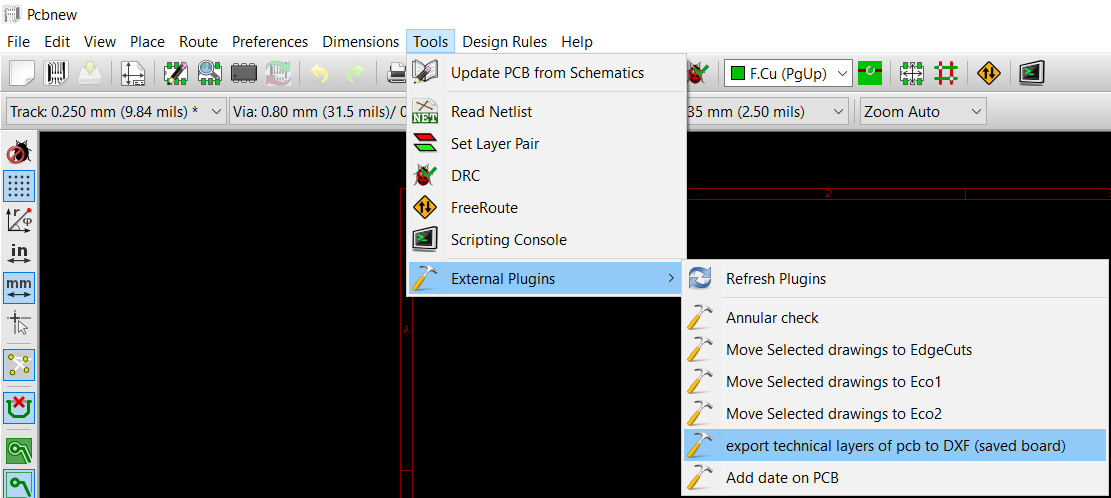 Pcbnew
File Edit View Place Route Preferences Dimensions Tools Design Rules Help
Update PCB from Schematics
F.Cu (PgUp)
Track: 0.250 mm (9.84 mils) *
Via: 0.80 mm (31.5 mils)/ 0
35 mm (2.50 mils)
Zoom Auto
NET
Read Netlist
Set Layer Pair
DRC
FreeRoute
Scripting Console
External Plugins
Refresh Plugins
Annular check
Move Selected drawings to EdgeCuts
Move Selected drawings to Eco1
Move Selected drawings to Eco2
export technical layers of pcb to DXF (saved board)
Add date on PCB
r φ
in
mm
2
A